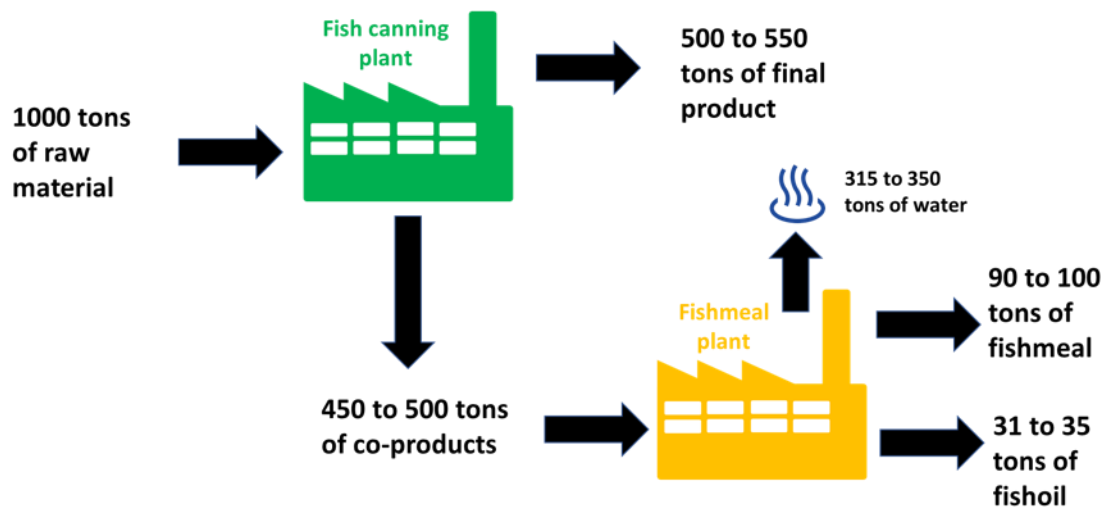 Fish canning
plant
500 to 550
tons of final
product
1000 tons
of raw
material
315 to 350
tons of water
90 to 100
tons of
fishmeal
Fishmeal
plant
450 to 500 tons
of co-products
31 to 35
tons of
fishoil